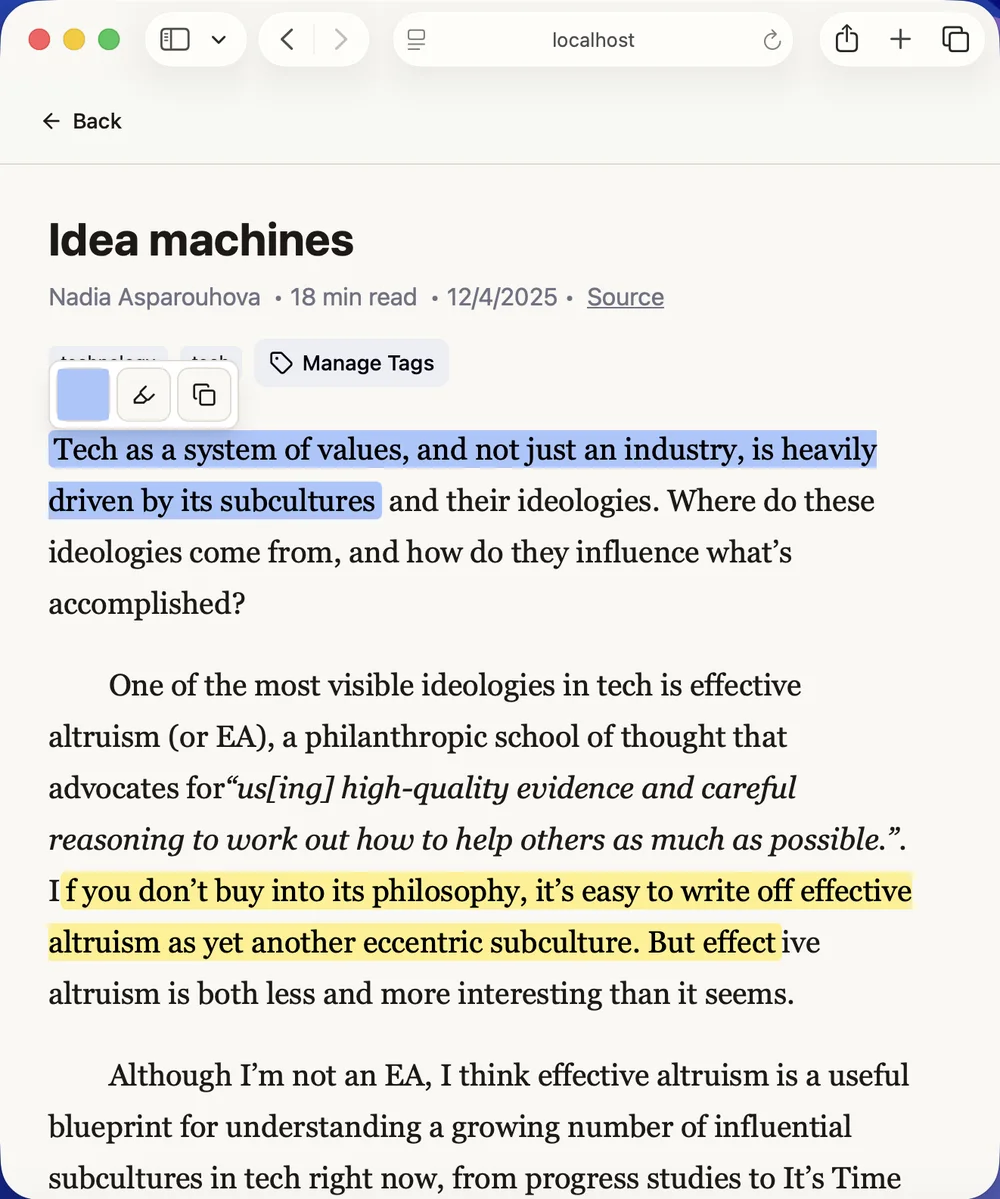 localhost
Back
Idea machines
Nadia Asparouhova • 18 min read • 12/4/2025 • Source
technology tech Manage Tags
Tech as a system of values, and not just an industry, is heavily
driven by its subcultures and their ideologies. Where do these
ideologies come from, and how do they influence what’s
accomplished?
One of the most visible ideologies in tech is effective
altruism (or EA), a philanthropic school of thought that
advocates for“us[ing] high-quality evidence and careful
reasoning to work out how to help others as much as possible.”.
If you don’t buy into its philosophy, it’s easy to write off effective
altruism as yet another eccentric subculture. But effective
altruism is both less and more interesting than it seems.
Although I’m not an EA, I think effective altruism is a useful
blueprint for understanding a growing number of influential
subcultures in tech right now, from progress studies to It’s Time